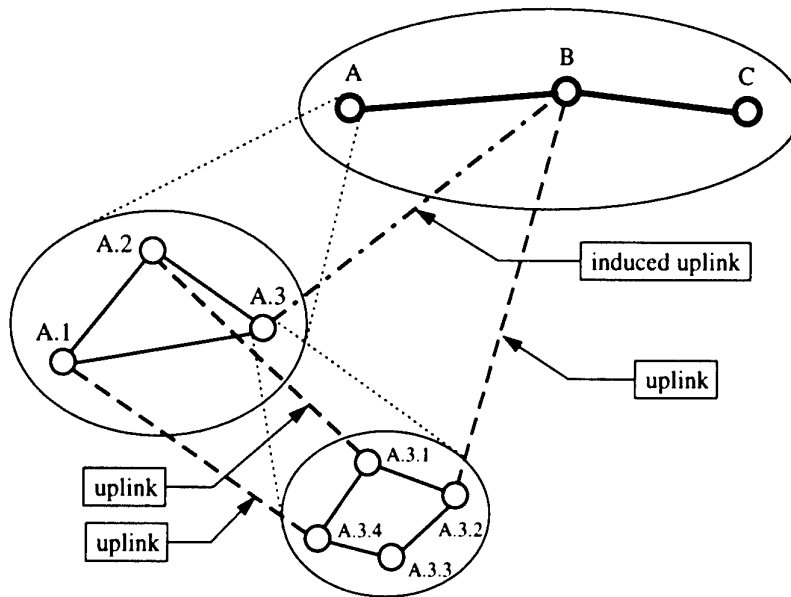 A
B
C
induced uplink
A.2
A.3
A.1
uplink
uplink
uplink
A.3.1
A.3.2
A.3.4
A.3.3